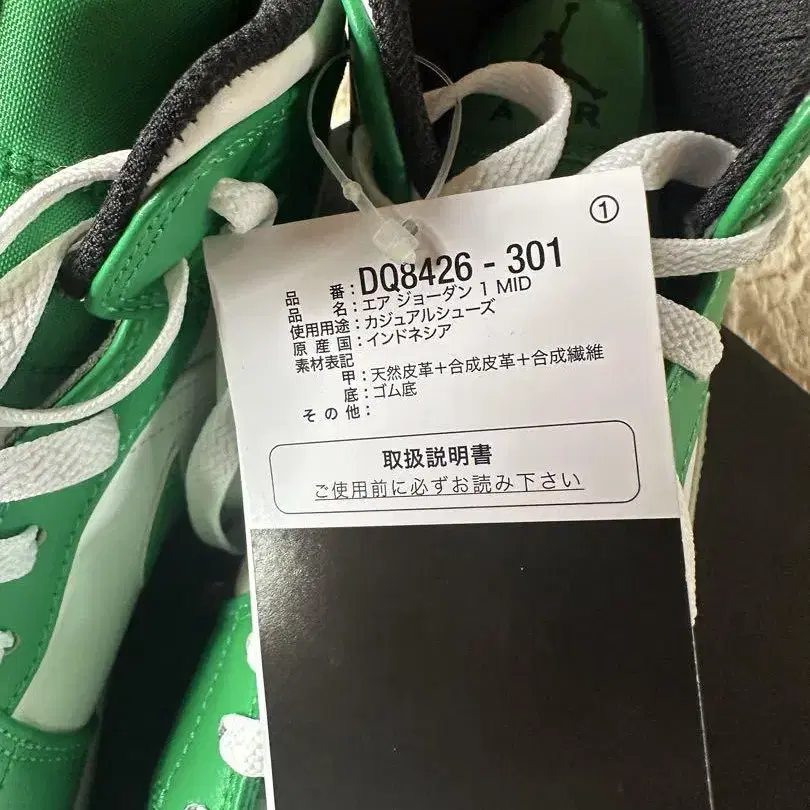 AIR
①
品 番：DQ8426 - 301
品 名：エア ジョーダン 1 MID
使用用途：カジュアルシューズ
原 産 国：インドネシア
素材表記
甲：天然皮革＋合成皮革＋合成繊維
底：ゴム底
そ の 他：
取扱説明書
ご使用前に必ずお読み下さい